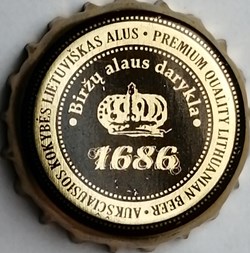 AUKŠČIAUSIOS KOKYBĖS LIETUVIŠKAS ALUS • PREMIUM QUALITY LITHUANIAN BEER •
• Biržų alaus darykla •
1686